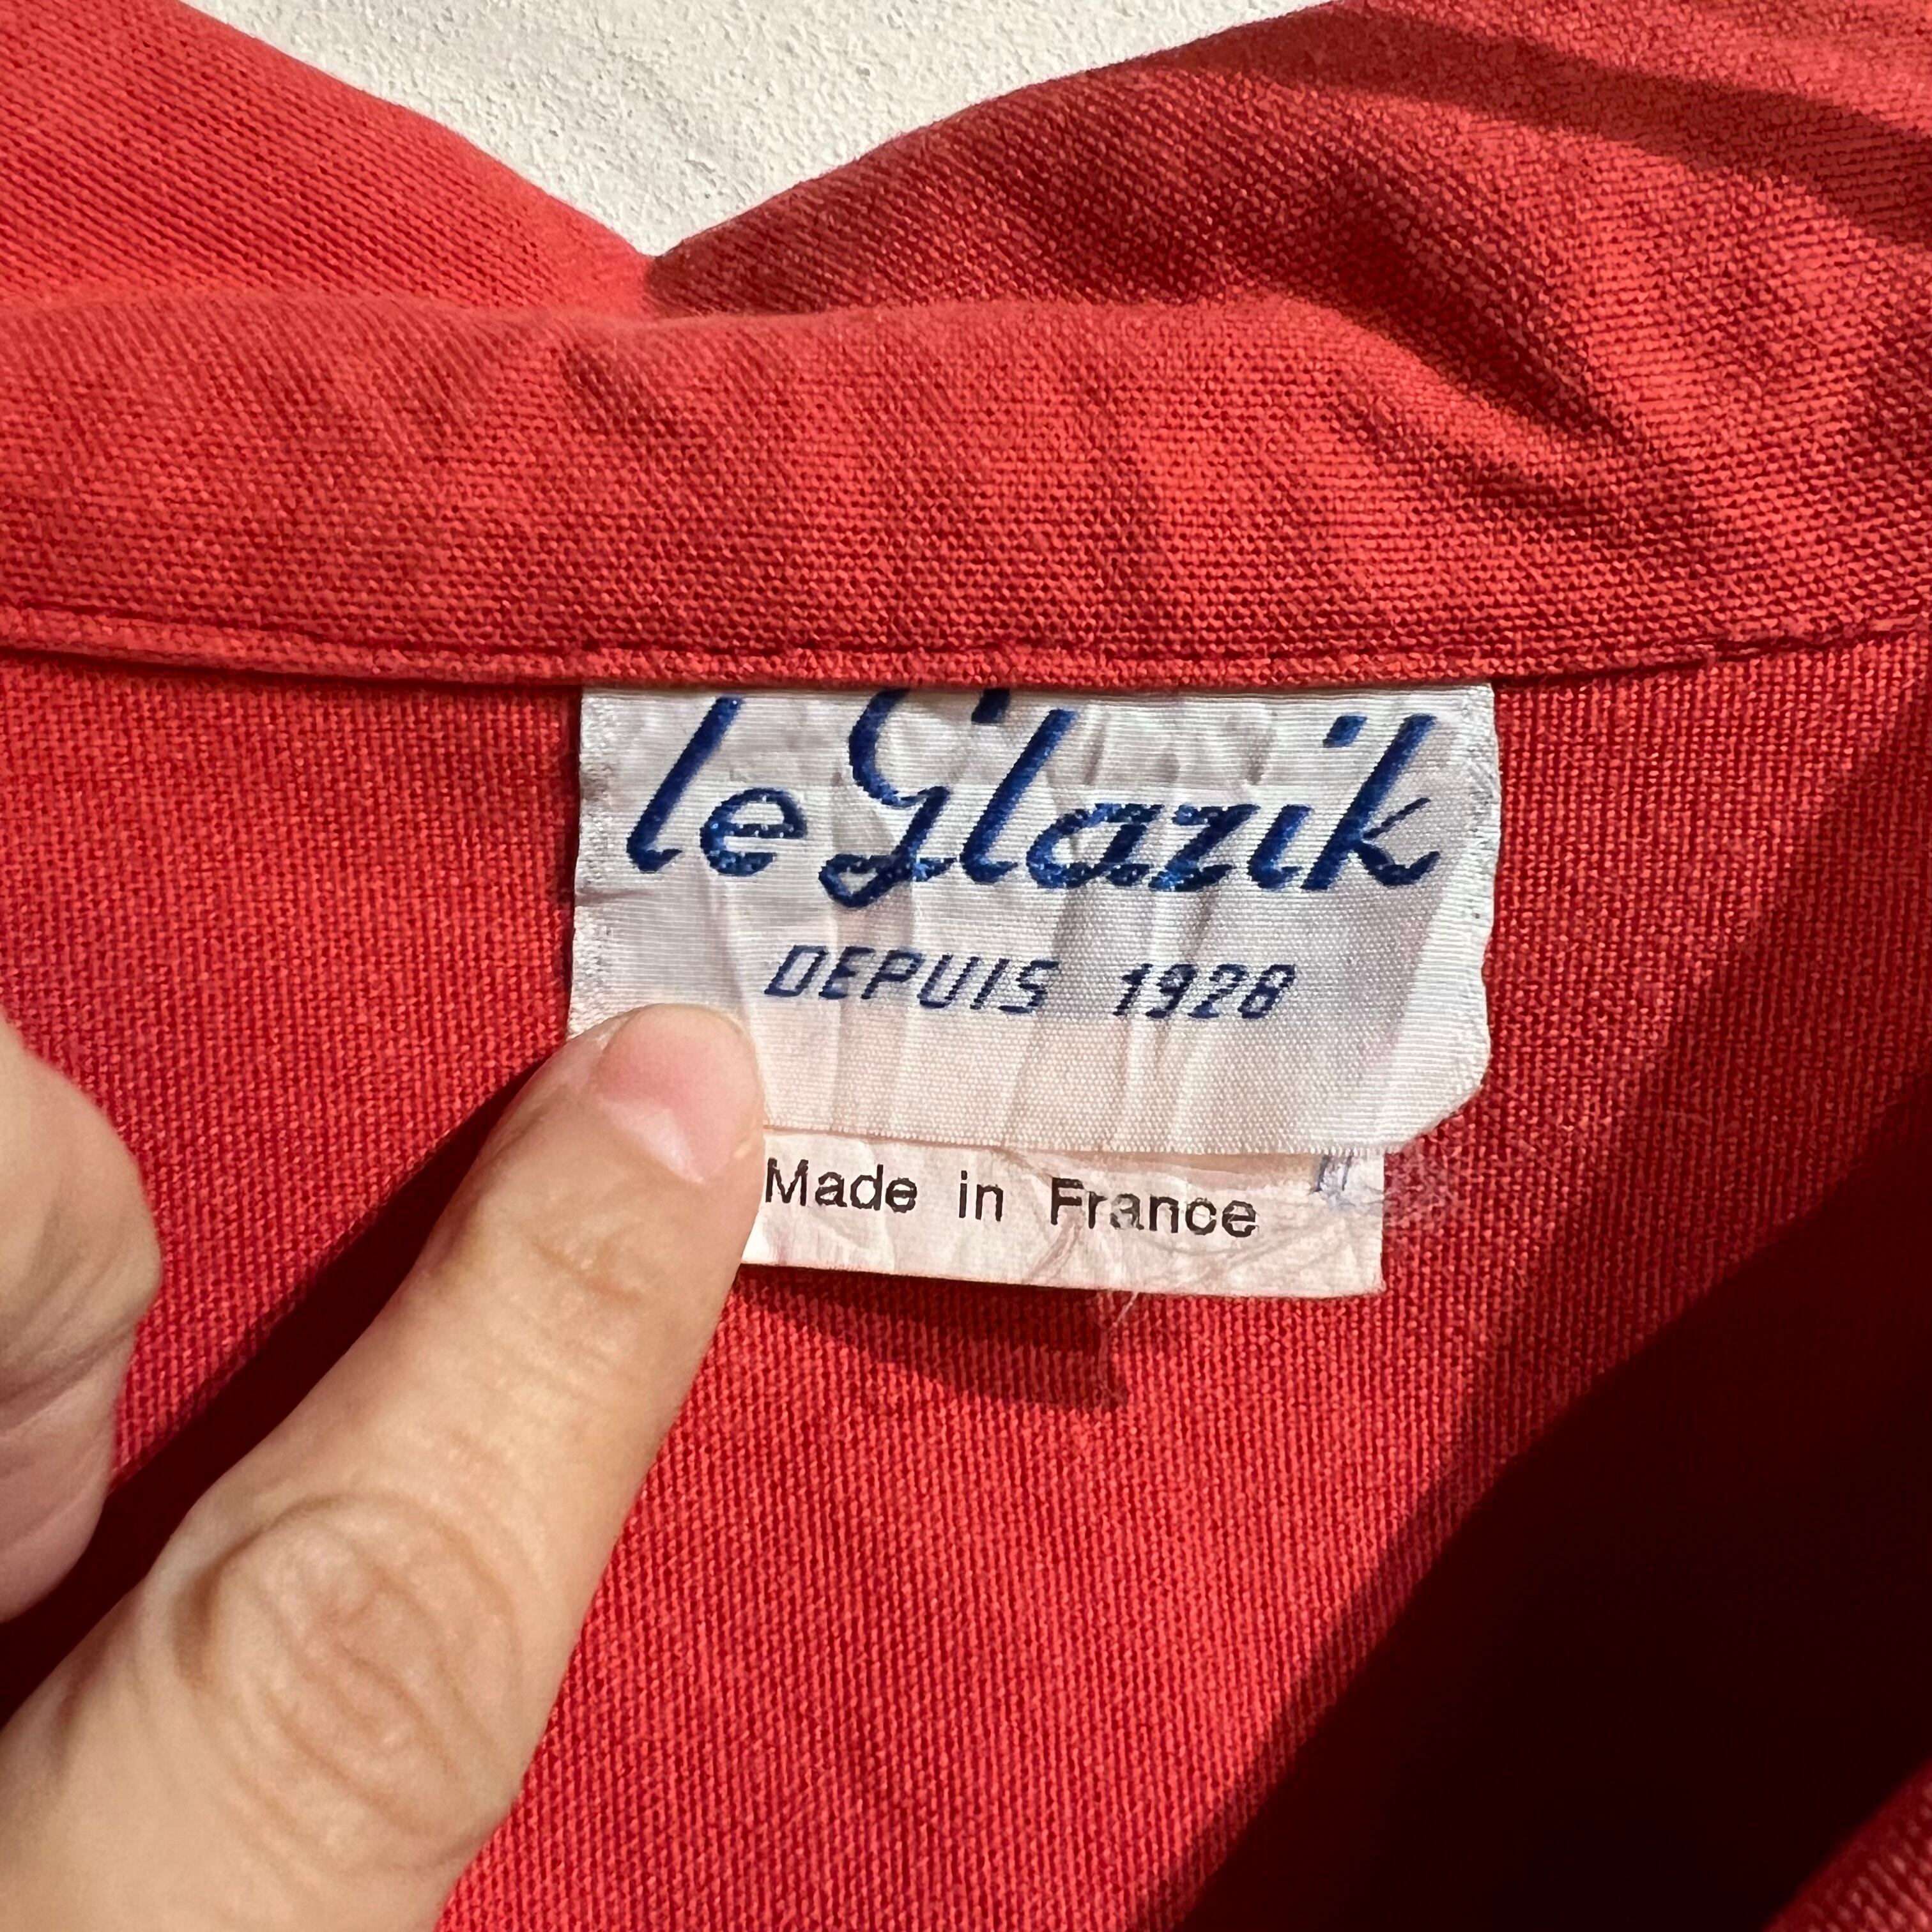 le Glazik
DEPUIS 1928
Made in France